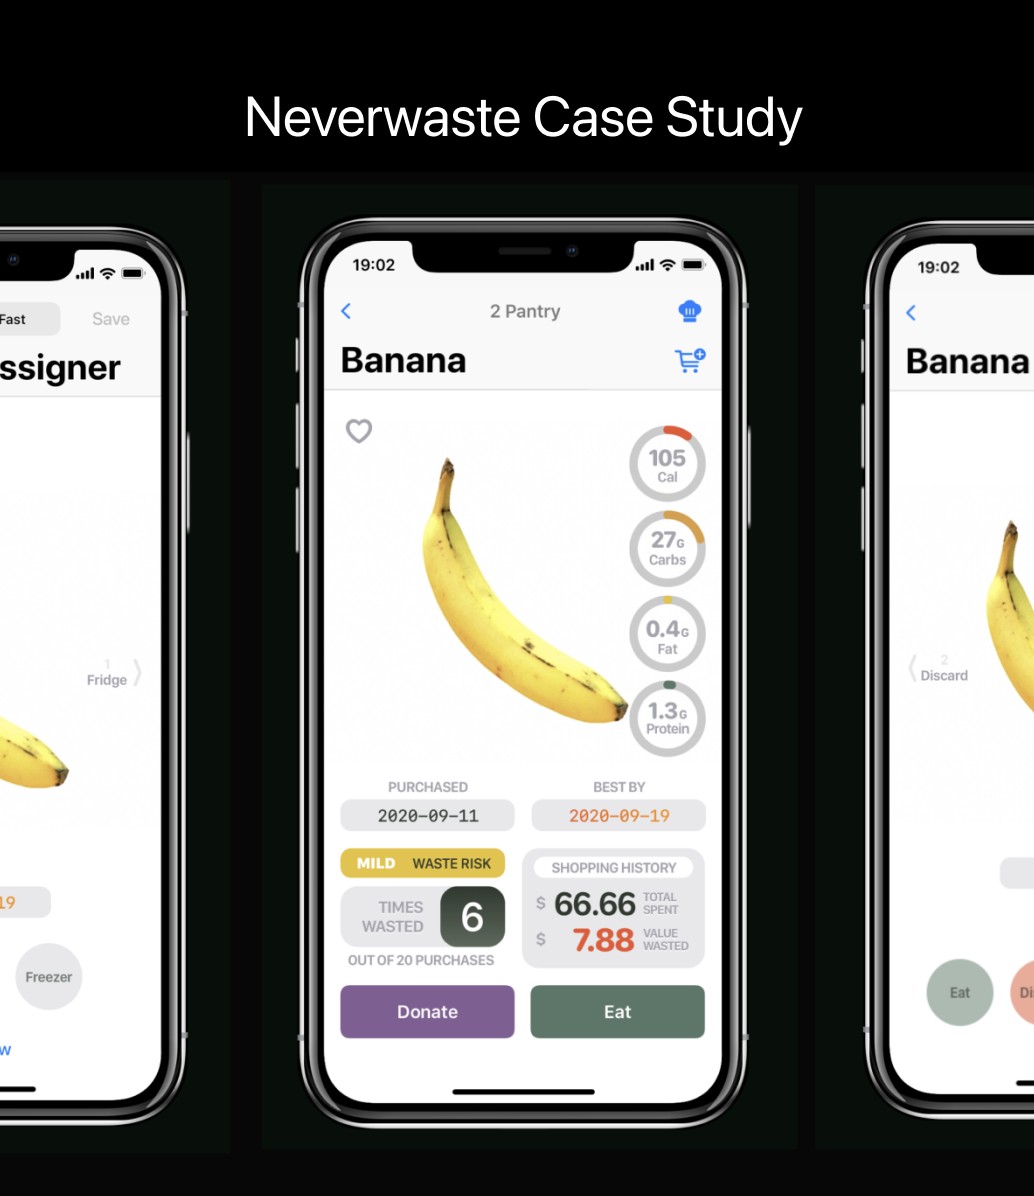 Neverwaste Case Study
Fast
Save
ssigner
1
Fridge
19
Freezer
w
19:02
2 Pantry
Banana
105
Cal
27G
Carbs
0.4G
Fat
1.3G
Protein
PURCHASED
BEST BY
2020-09-11
2020-09-19
MILD WASTE RISK
TIMES
WASTED
6
OUT OF 20 PURCHASES
SHOPPING HISTORY
$ 66.66 TOTAL
SPENT
$ 7.88 VALUE
WASTED
Donate
Eat
19:02
Banana
2
Discard
Eat
Di